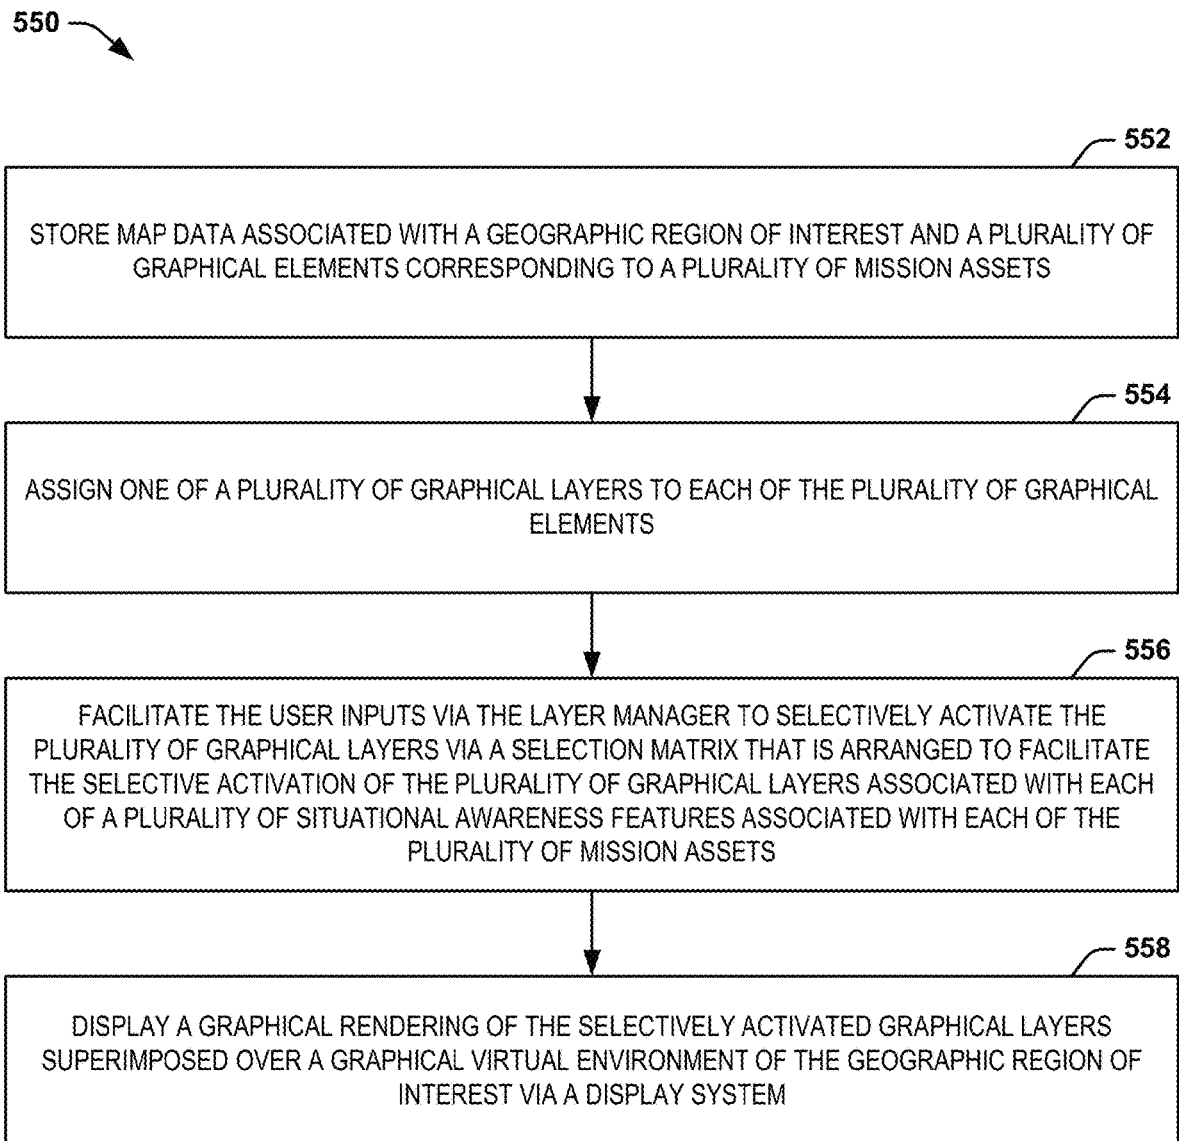 550
552
STORE MAP DATA ASSOCIATED WITH A GEOGRAPHIC REGION OF INTEREST AND A PLURALITY OF
GRAPHICAL ELEMENTS CORRESPONDING TO A PLURALITY OF MISSION ASSETS
554
ASSIGN ONE OF A PLURALITY OF GRAPHICAL LAYERS TO EACH OF THE PLURALITY OF GRAPHICAL
ELEMENTS
556
FACILITATE THE USER INPUTS VIA THE LAYER MANAGER TO SELECTIVELY ACTIVATE THE
PLURALITY OF GRAPHICAL LAYERS VIA A SELECTION MATRIX THAT IS ARRANGED TO FACILITATE
THE SELECTIVE ACTIVATION OF THE PLURALITY OF GRAPHICAL LAYERS ASSOCIATED WITH EACH
OF A PLURALITY OF SITUATIONAL AWARENESS FEATURES ASSOCIATED WITH EACH OF THE
PLURALITY OF MISSION ASSETS
558
DISPLAY A GRAPHICAL RENDERING OF THE SELECTIVELY ACTIVATED GRAPHICAL LAYERS
SUPERIMPOSED OVER A GRAPHICAL VIRTUAL ENVIRONMENT OF THE GEOGRAPHIC REGION OF
INTEREST VIA A DISPLAY SYSTEM